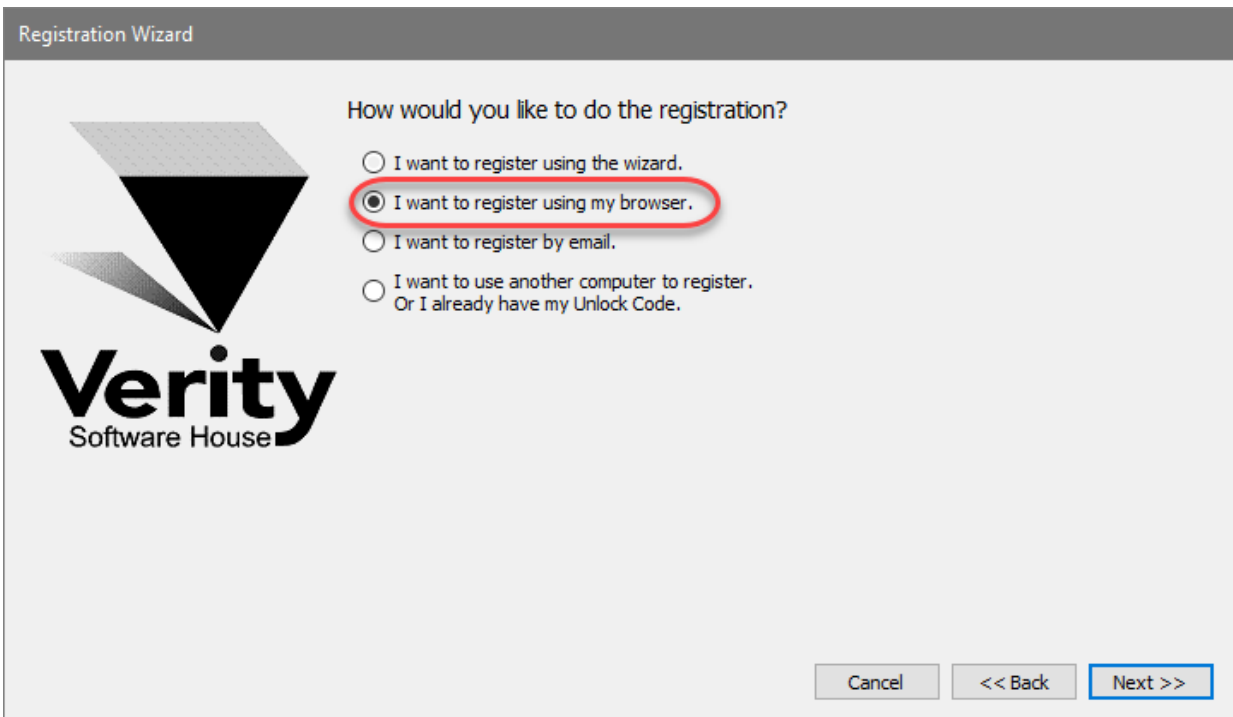 Registration Wizard
How would you like to do the registration?
I want to register using the wizard.
I want to register using my browser.
I want to register by email.
I want to use another computer to register.
Or I already have my Unlock Code.
Verity
Software House
Cancel
<< Back
Next >>